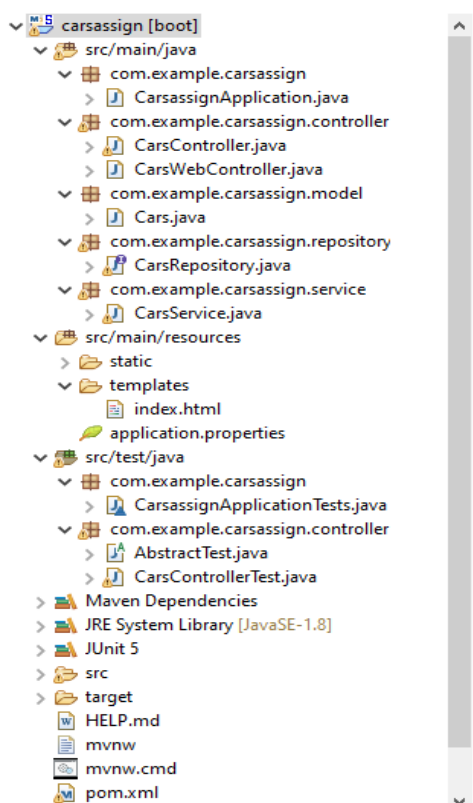 carsassign [boot]
src/main/java
com.example.carsassign
CarsassignApplication.java
com.example.carsassign.controller
CarsController.java
CarsWebController.java
com.example.carsassign.model
Cars.java
com.example.carsassign.repository
CarsRepository.java
com.example.carsassign.service
CarsService.java
src/main/resources
static
templates
index.html
application.properties
src/test/java
com.example.carsassign
CarsassignApplicationTests.java
com.example.carsassign.controller
AbstractTest.java
CarsControllerTest.java
Maven Dependencies
JRE System Library [JavaSE-1.8]
JUnit 5
src
target
HELP.md
mvnw
mvnw.cmd
pom.xml